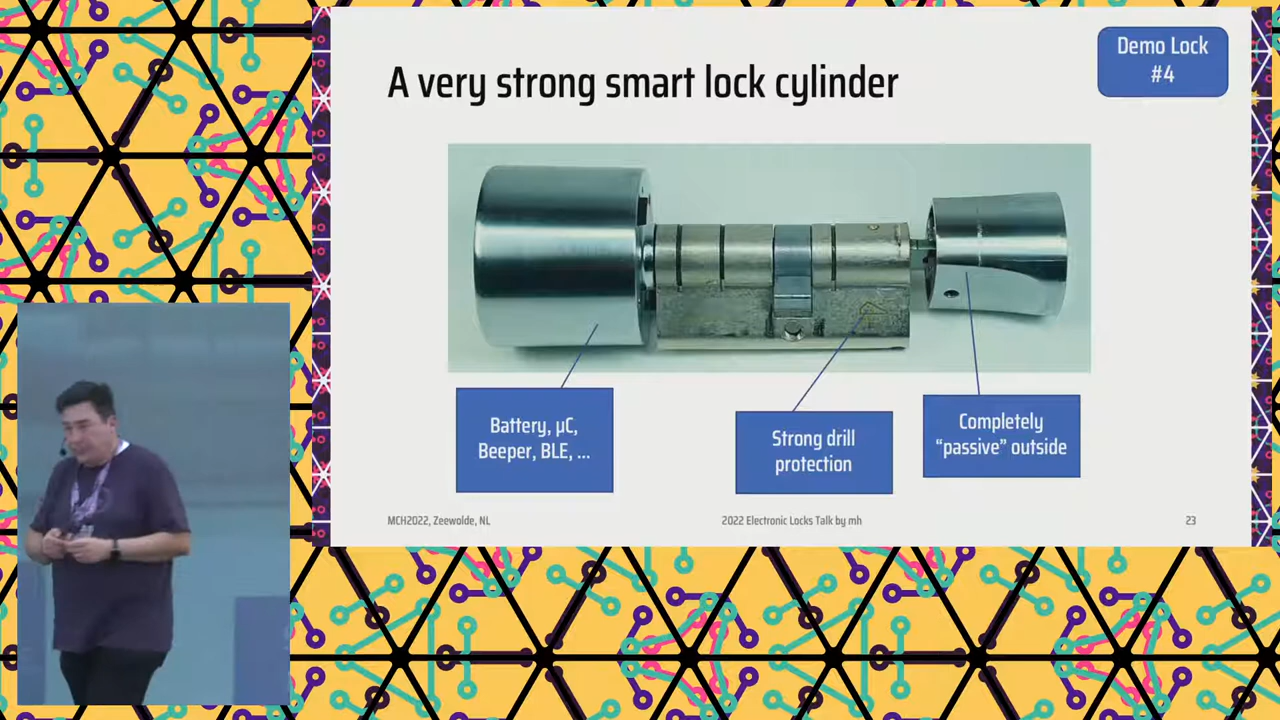 Demo Lock
#4
A very strong smart lock cylinder
Battery, µC,
Beeper, BLE, ...
Strong drill
protection
Completely
“passive” outside
MCH2022, Zeewolde, NL
2022 Electronic Locks Talk by mh
23